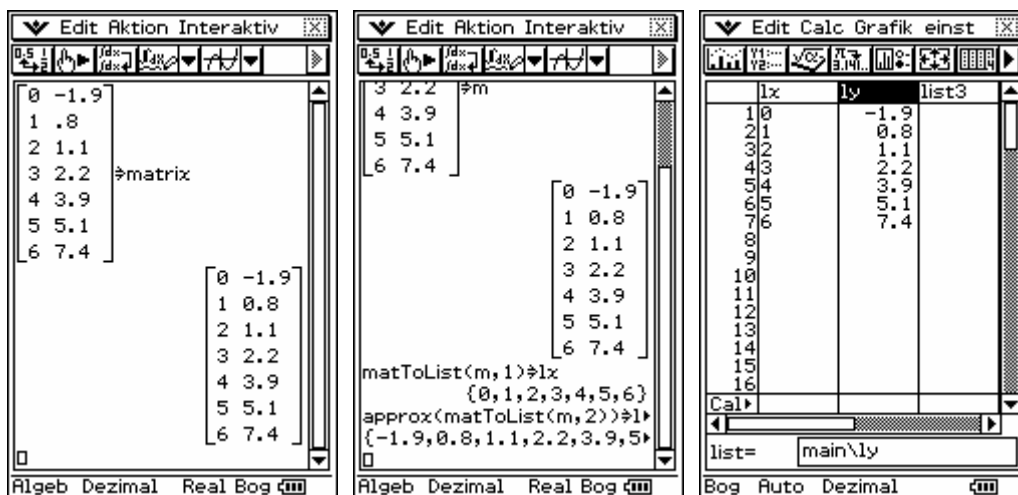 Edit Aktion Interaktiv
0 -1.9
1 .8
2 1.1
3 2.2 ⇒matrix
4 3.9
5 5.1
6 7.4
0 -1.9
1 0.8
2 1.1
3 2.2
4 3.9
5 5.1
6 7.4
Algeb Dezimal Real Bog
Edit Aktion Interaktiv
3 2.2 ⇒m
4 3.9
5 5.1
6 7.4
0 -1.9
1 0.8
2 1.1
3 2.2
4 3.9
5 5.1
6 7.4
matToList(m,1)⇒lx
{0,1,2,3,4,5,6}
approx(matToList(m,2))⇒l
{-1.9,0.8,1.1,2.2,3.9,5
Algeb Dezimal Real Bog
Edit Calc Grafik einst
lx ly list3
1 0 -1.9
2 1 0.8
3 2 1.1
4 3 2.2
5 4 3.9
6 5 5.1
7 6 7.4
8
9
10
11
12
13
14
15
16
Cal
list= main\ly
Bog Auto Dezimal